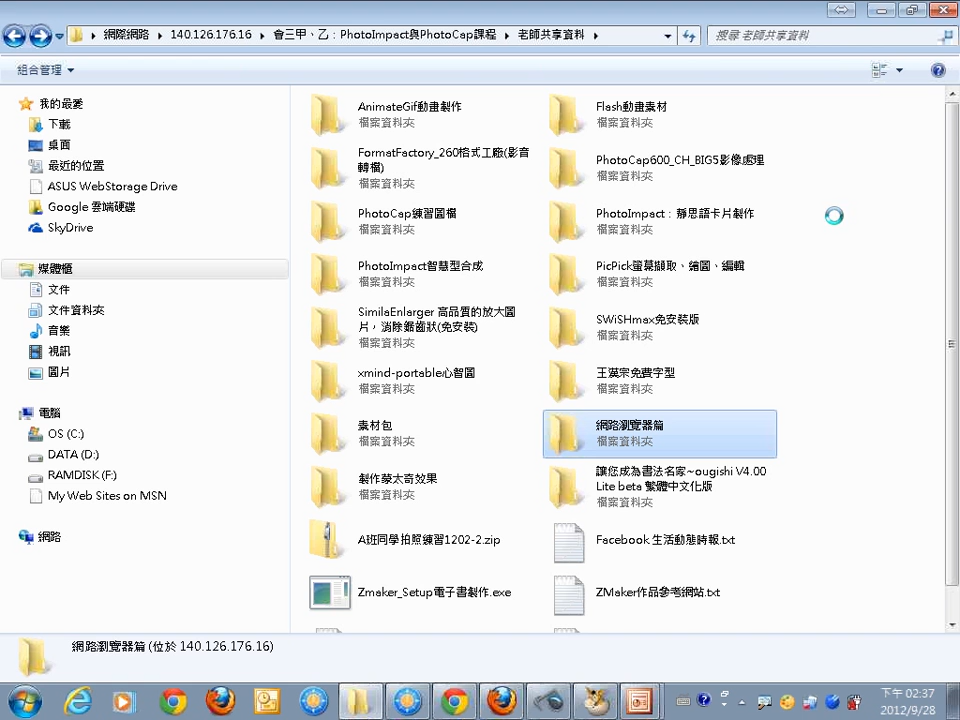 網際網路 ▸ 140.126.176.16 ▸ 會三甲、乙：PhotoImpact與PhotoCap課程 ▸ 老師共享資料 ▸
搜尋 老師共享資料
組合管理
我的最愛
下載
桌面
最近的位置
ASUS WebStorage Drive
Google 雲端硬碟
SkyDrive
媒體櫃
文件
文件資料夾
音樂
視訊
圖片
電腦
OS (C:)
DATA (D:)
RAMDISK (F:)
My Web Sites on MSN
網路
AnimateGif動畫製作
檔案資料夾
Flash動畫素材
檔案資料夾
FormatFactory_260格式工廠(影音
轉檔)
檔案資料夾
PhotoCap600_CH_BIG5影像處理
檔案資料夾
PhotoCap練習圖檔
檔案資料夾
PhotoImpact：靜思語卡片製作
檔案資料夾
PhotoImpact智慧型合成
檔案資料夾
PicPick螢幕擷取、繪圖、編輯
檔案資料夾
SimilaEnlarger 高品質的放大圖
片，消除鋸齒狀(免安裝)
檔案資料夾
SWiSHmax免安裝版
檔案資料夾
xmind-portable心智圖
檔案資料夾
王漢宗免費字型
檔案資料夾
素材包
檔案資料夾
網路瀏覽器篇
檔案資料夾
製作蒙太奇效果
檔案資料夾
讓您成為書法名家~ougishi V4.00
Lite beta 繁體中文化版
檔案資料夾
A班同學拍照練習1202-2.zip
Facebook 生活動態時報.txt
Zmaker_Setup電子書製作.exe
ZMaker作品參考網站.txt
網路瀏覽器篇 (位於 140.126.176.16)
下午 02:37
2012/9/28